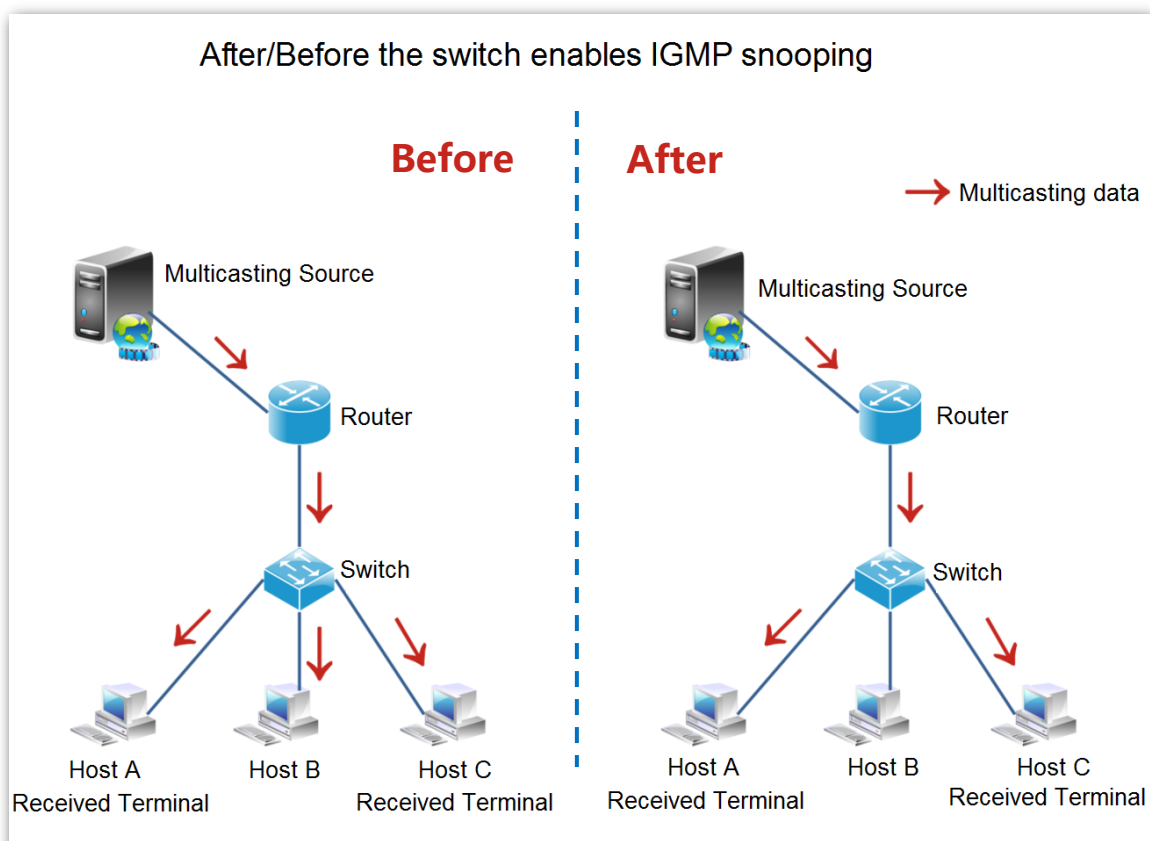 After/Before the switch enables IGMP snooping
Before
After
Multicasting data
Multicasting Source
Router
Switch
Host A
Received Terminal
Host B
Host C
Received Terminal
Multicasting Source
Router
Switch
Host A
Received Terminal
Host B
Host C
Received Terminal